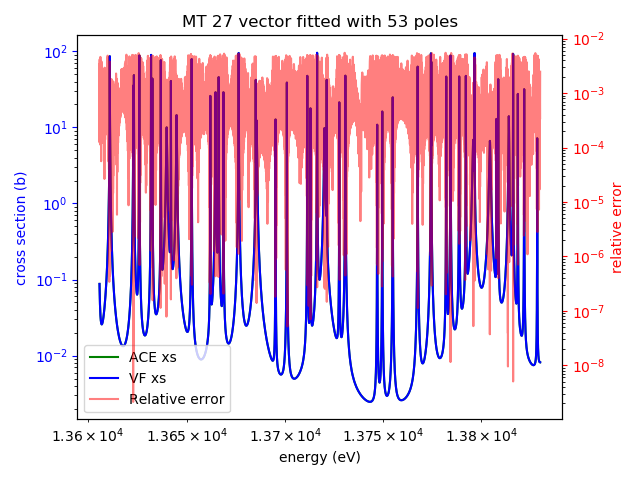 MT 27 vector fitted with 53 poles
10²
10¹
10⁰
10⁻¹
10⁻²
cross section (b)
ACE xs
VF xs
Relative error
10⁻²
10⁻³
10⁻⁴
10⁻⁵
10⁻⁶
10⁻⁷
10⁻⁸
relative error
1.36 × 10⁴ 1.365 × 10⁴ 1.37 × 10⁴ 1.375 × 10⁴ 1.38 × 10⁴
energy (eV)